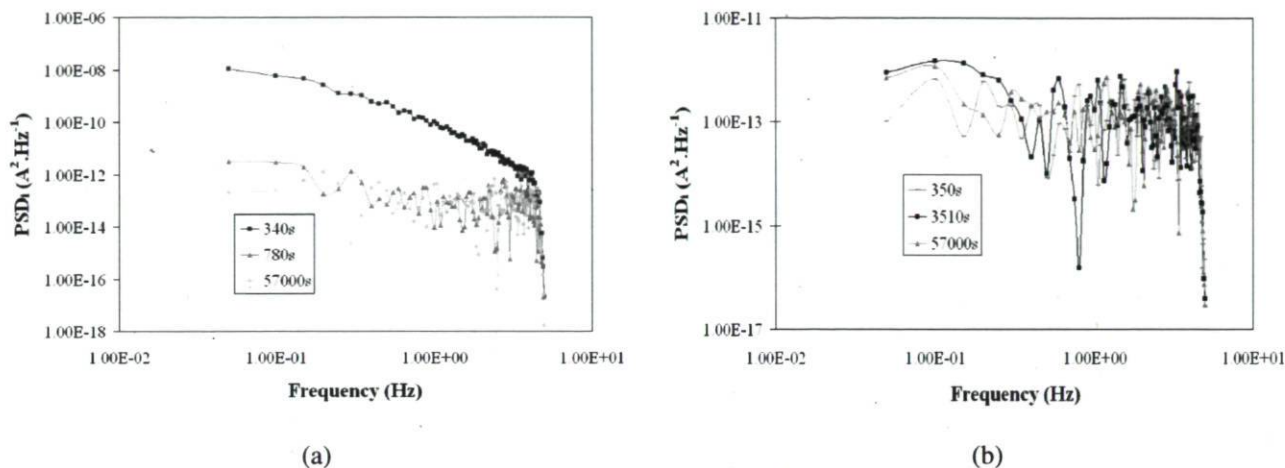 1 00E-06
1 00E-08
1 00E-10
1 00E-12
1 00E-14
1 00E-16
1 00E-18
PSD_I (A².Hz⁻¹)
340s
780s
57000s
1 00E-02 1 00E-01 1 00E+00 1 00E+01
Frequency (Hz)
(a)
1 00E-11
1 00E-13
1 00E-15
1 00E-17
PSD_I (A².Hz⁻¹)
350s
3510s
57000s
1 00E-02 1 00E-01 1 00E+00 1 00E+01
Frequency (Hz)
(b)